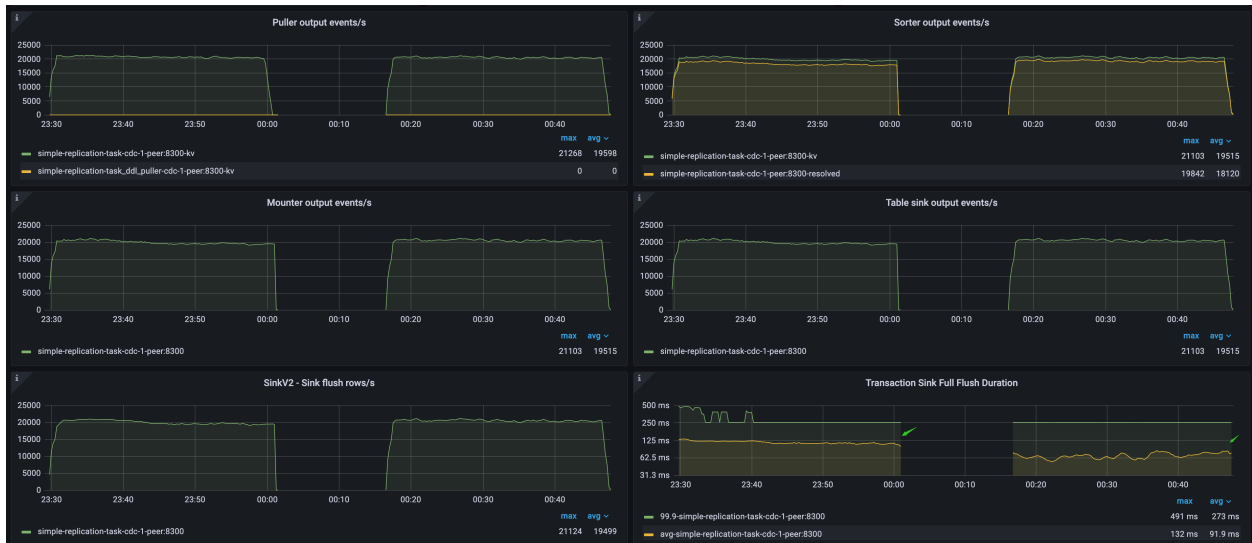 Puller output events/s
25000
20000
15000
10000
5000
0
23:30 23:40 23:50 00:00 00:10 00:20 00:30 00:40
max avg
simple-replication-task-cdc-1-peer:8300-kv 21268 19598
simple-replication-task_ddl_puller-cdc-1-peer:8300-kv 0 0
Sorter output events/s
25000
20000
15000
10000
5000
0
23:30 23:40 23:50 00:00 00:10 00:20 00:30 00:40
max avg
simple-replication-task-cdc-1-peer:8300-kv 21103 19515
simple-replication-task-cdc-1-peer:8300-resolved 19842 18120
Mounter output events/s
25000
20000
15000
10000
5000
0
23:30 23:40 23:50 00:00 00:10 00:20 00:30 00:40
max avg
simple-replication-task-cdc-1-peer:8300 21103 19515
Table sink output events/s
25000
20000
15000
10000
5000
0
23:30 23:40 23:50 00:00 00:10 00:20 00:30 00:40
max avg
simple-replication-task-cdc-1-peer:8300 21103 19515
SinkV2 - Sink flush rows/s
25000
20000
15000
10000
5000
0
23:30 23:40 23:50 00:00 00:10 00:20 00:30 00:40
max avg
simple-replication-task-cdc-1-peer:8300 21124 19499
Transaction Sink Full Flush Duration
500 ms
250 ms
125 ms
62.5 ms
31.3 ms
23:30 23:40 23:50 00:00 00:10 00:20 00:30 00:40
max avg
99.9-simple-replication-task-cdc-1-peer:8300 491 ms 273 ms
avg-simple-replication-task-cdc-1-peer:8300 132 ms 91.9 ms